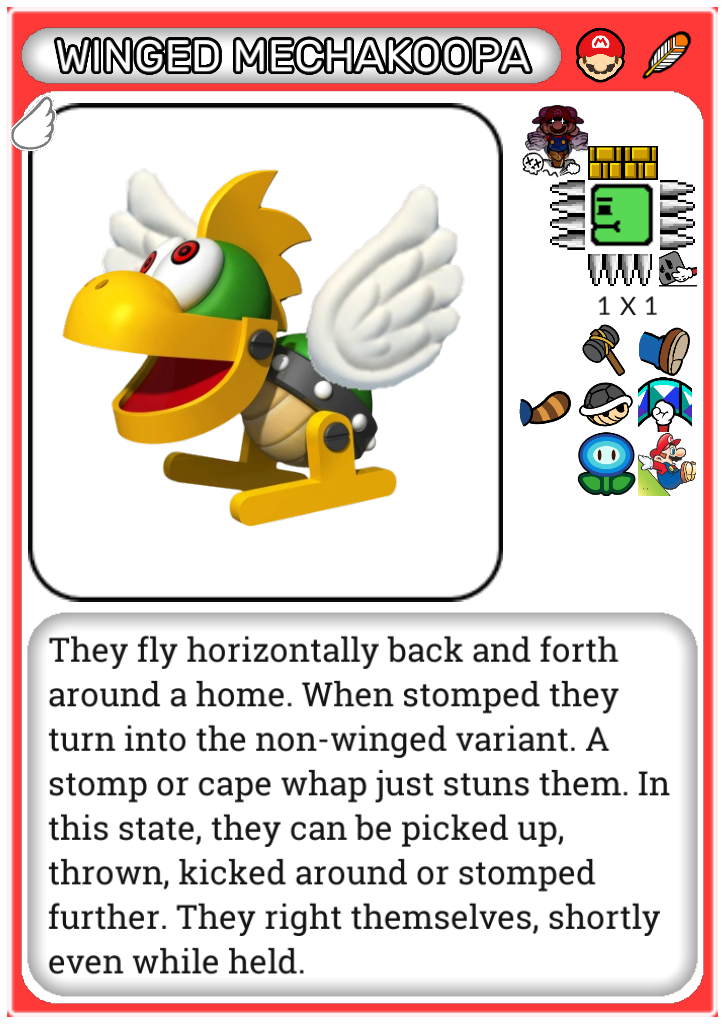 WINGED MECHAKOOPA
1 X 1
They fly horizontally back and forth
around a home. When stomped they
turn into the non-winged variant. A
stomp or cape whap just stuns them. In
this state, they can be picked up,
thrown, kicked around or stomped
further. They right themselves, shortly
even while held.